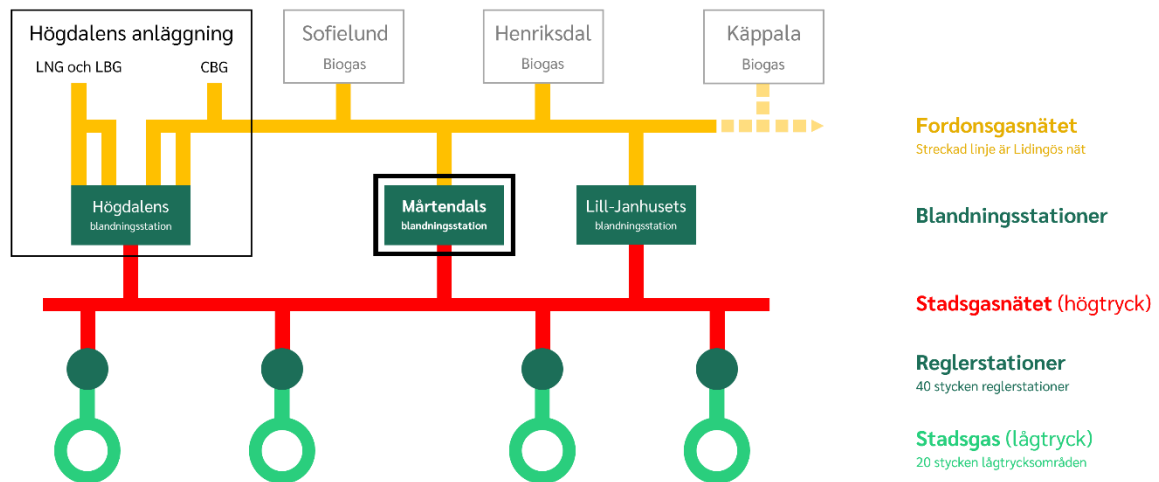 Högdalens anläggning
LNG och LBG
CBG
Sofielund
Biogas
Henriksdal
Biogas
Käppala
Biogas
Fordonsgasnätet
Streckad linje är Lidingös nät
Högdalens
blandningsstation
Mårtendals
blandningsstation
Lill-Janhusets
blandningsstation
Blandningsstationer
Stadsgasnätet (högtryck)
Reglerstationer
40 stycken reglerstationer
Stadsgas (lågtryck)
20 stycken lågtrycksområden